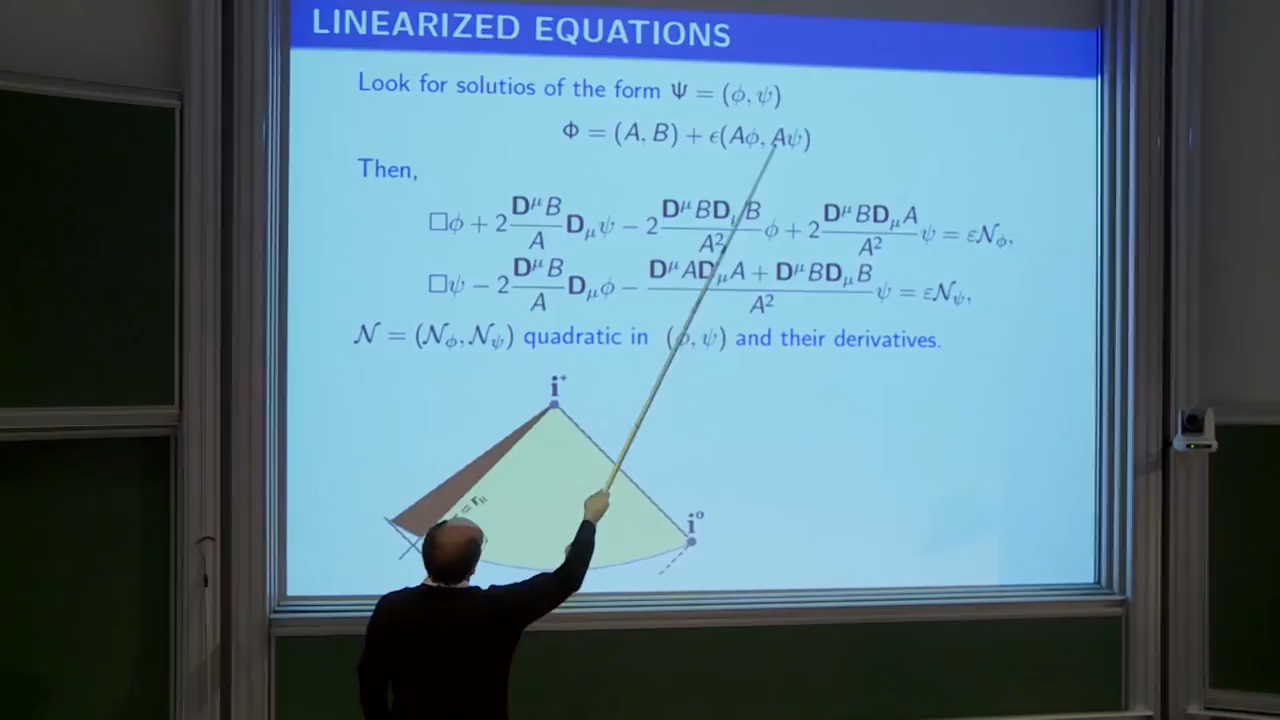 LINEARIZED EQUATIONS
Look for solutios of the form Ψ = (ϕ, ψ)
Φ = (A, B) + ϵ(Aϕ, Aψ)
Then,
□ϕ + 2 D^μB/A D_μψ − 2 D^μBD_μB/A² ϕ + 2 D^μBD_μA/A² ψ = εN_ϕ,
□ψ − 2 D^μB/A D_μϕ − (D^μAD_μA + D^μBD_μB)/A² ψ = εN_ψ,
N = (N_ϕ, N_ψ) quadratic in (ϕ, ψ) and their derivatives.
i⁺
= r_H
i⁰